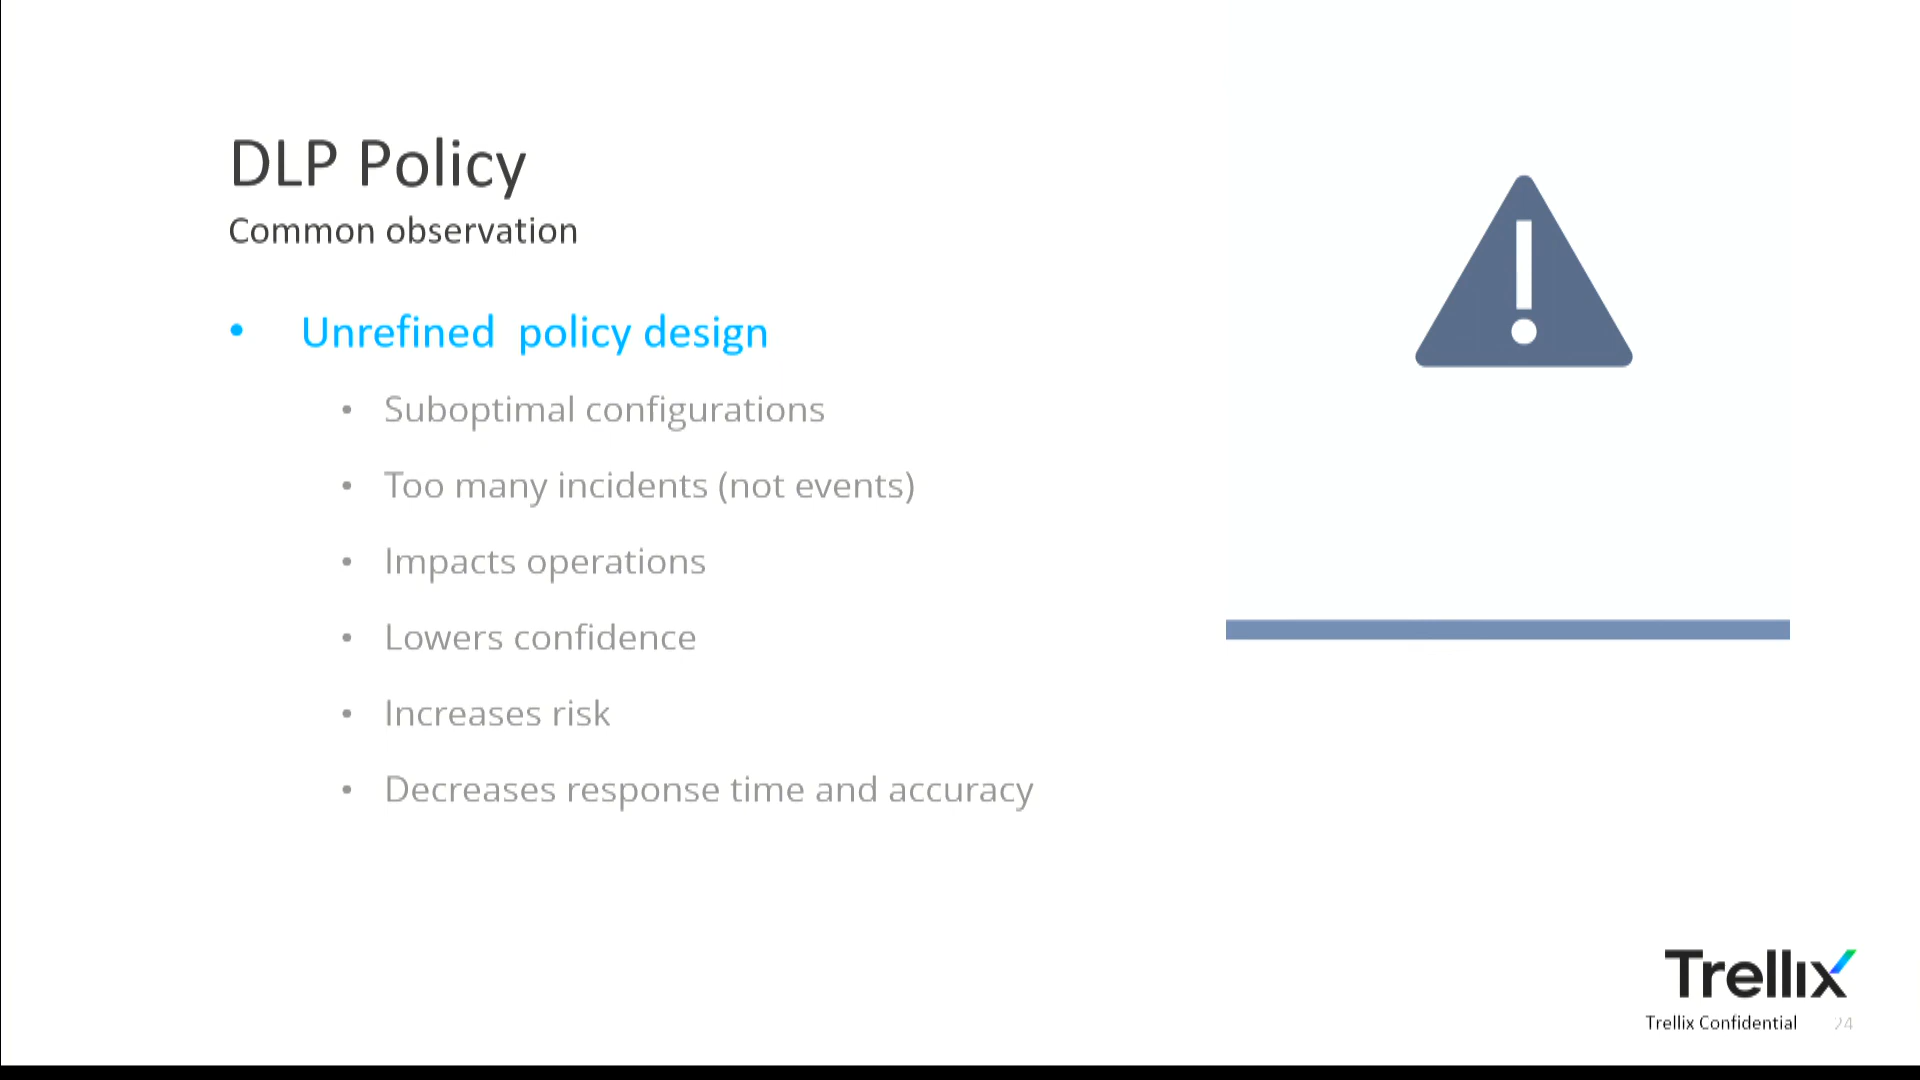 DLP Policy
Common observation
• Unrefined  policy design
• Suboptimal configurations
• Too many incidents (not events)
• Impacts operations
• Lowers confidence
• Increases risk
• Decreases response time and accuracy
Trellix
Trellix Confidential 24